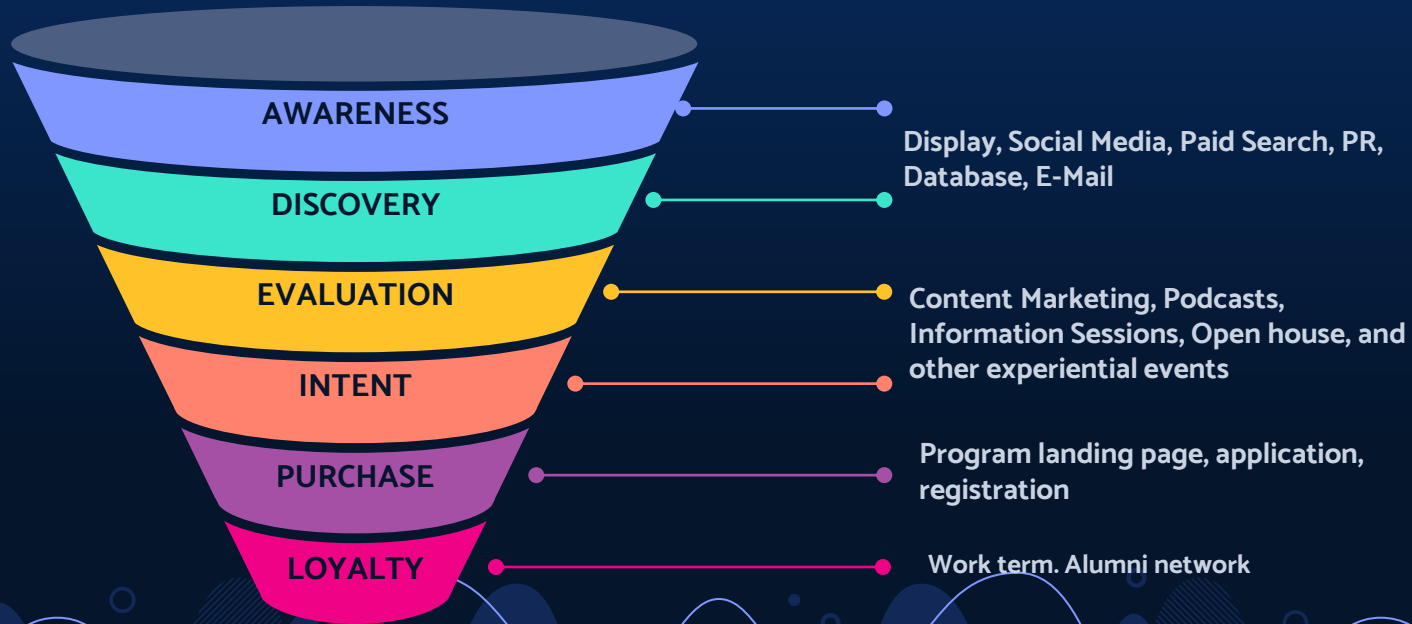 AWARENESS
Display, Social Media, Paid Search, PR,
Database, E-Mail
DISCOVERY
EVALUATION
Content Marketing, Podcasts,
Information Sessions, Open house, and
other experiential events
INTENT
PURCHASE
Program landing page, application,
registration
LOYALTY
Work term. Alumni network